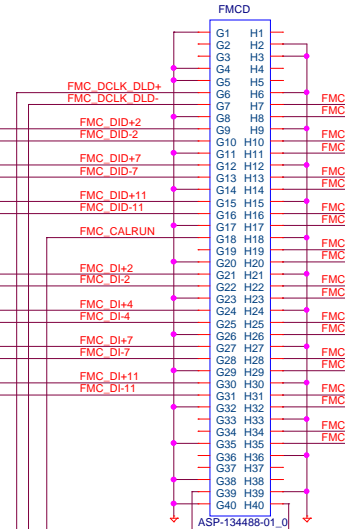 FMCD
G1 H1
G2 H2
G3 H3
G4 H4
G5 H5
FMC_DCLK_DLD+ G6 H6
FMC_DCLK_DLD- G7 H7 FMC
G8 H8 FMC
FMC_DID+2 G9 H9
FMC_DID-2 G10 H10 FMC
G11 H11 FMC
FMC_DID+7 G12 H12
FMC_DID-7 G13 H13 FMC
G14 H14 FMC
FMC_DID+11 G15 H15
FMC_DID-11 G16 H16 FMC
G17 H17 FMC
FMC_CALRUN G18 H18
G19 H19 FMC
G20 H20 FMC
FMC_DI+2 G21 H21
FMC_DI-2 G22 H22 FMC
G23 H23 FMC
FMC_DI+4 G24 H24
FMC_DI-4 G25 H25 FMC
G26 H26 FMC
FMC_DI+7 G27 H27
FMC_DI-7 G28 H28 FMC
G29 H29 FMC
FMC_DI+11 G30 H30
FMC_DI-11 G31 H31 FMC
G32 H32 FMC
G33 H33
G34 H34 FMC
G35 H35 FMC
G36 H36
G37 H37
G38 H38
G39 H39
G40 H40
ASP-134488-01_0